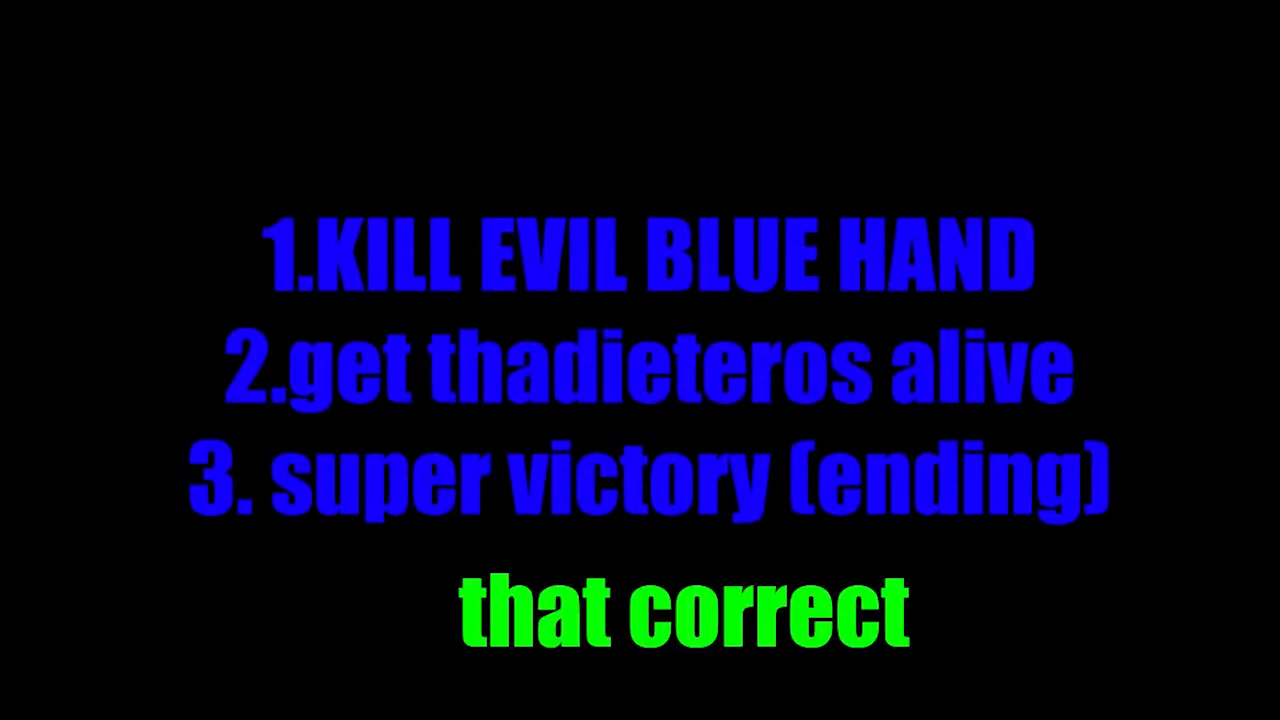 1.KILL EVIL BLUE HAND
2.get thadieteros alive
3. super victory (ending)
that correct